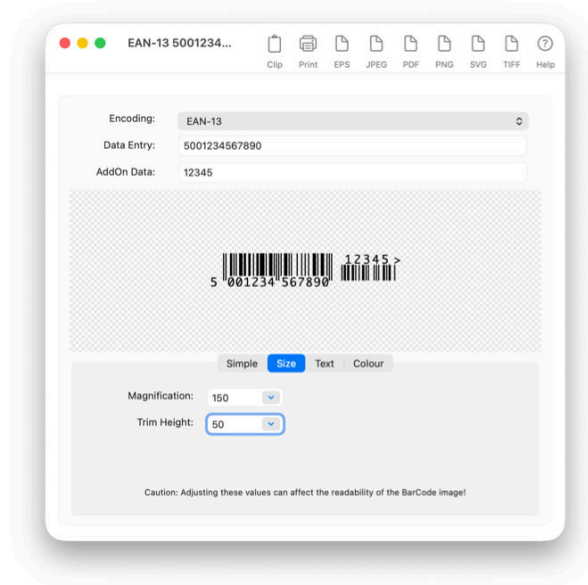 EAN-13 5001234...
Clip Print EPS JPEG PDF PNG SVG TIFF Help
Encoding: EAN-13
Data Entry: 5001234567890
AddOn Data: 12345
12345>
5 001234 567890
Simple Size Text Colour
Magnification: 150
Trim Height: 50
Caution: Adjusting these values can affect the readability of the BarCode image!